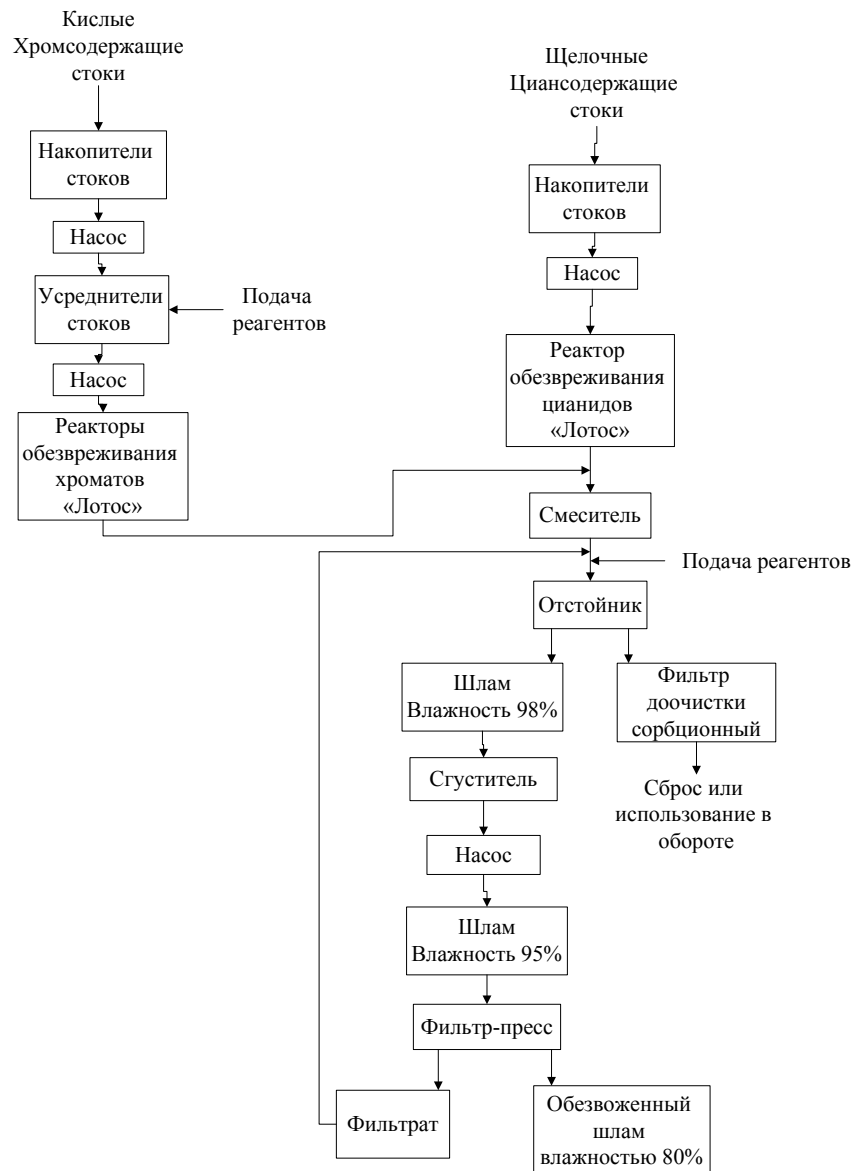 Кислые
Хромсодержащие
стоки
Накопители
стоков
Насос
Усреднители
стоков
Подача
реагентов
Насос
Реакторы
обезвреживания
хроматов
«Лотос»
Щелочные
Циансодержащие
стоки
Накопители
стоков
Насос
Реактор
обезвреживания
цианидов
«Лотос»
Смеситель
Подача реагентов
Отстойник
Шлам
Влажность 98%
Фильтр
доочистки
сорбционный
Сброс или
использование в
обороте
Сгуститель
Насос
Шлам
Влажность 95%
Фильтр-пресс
Фильтрат
Обезвоженный
шлам
влажностью 80%